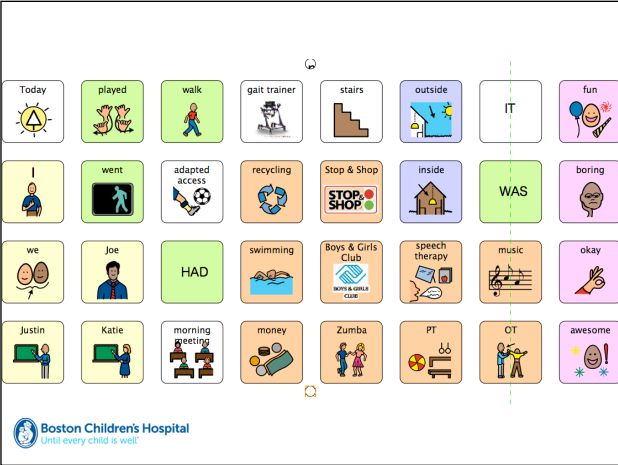 Today
played
walk
gait trainer
stairs
outside
IT
fun
I
went
adapted
access
recycling
Stop & Shop
STOP&
SHOP
inside
WAS
boring
we
Joe
HAD
swimming
Boys & Girls
Club
BOYS & GIRLS
CLUB
speech
therapy
music
okay
Justin
Katie
morning
meeting
money
Zumba
PT
OT
awesome
Boston Children's Hospital
Until every child is well™